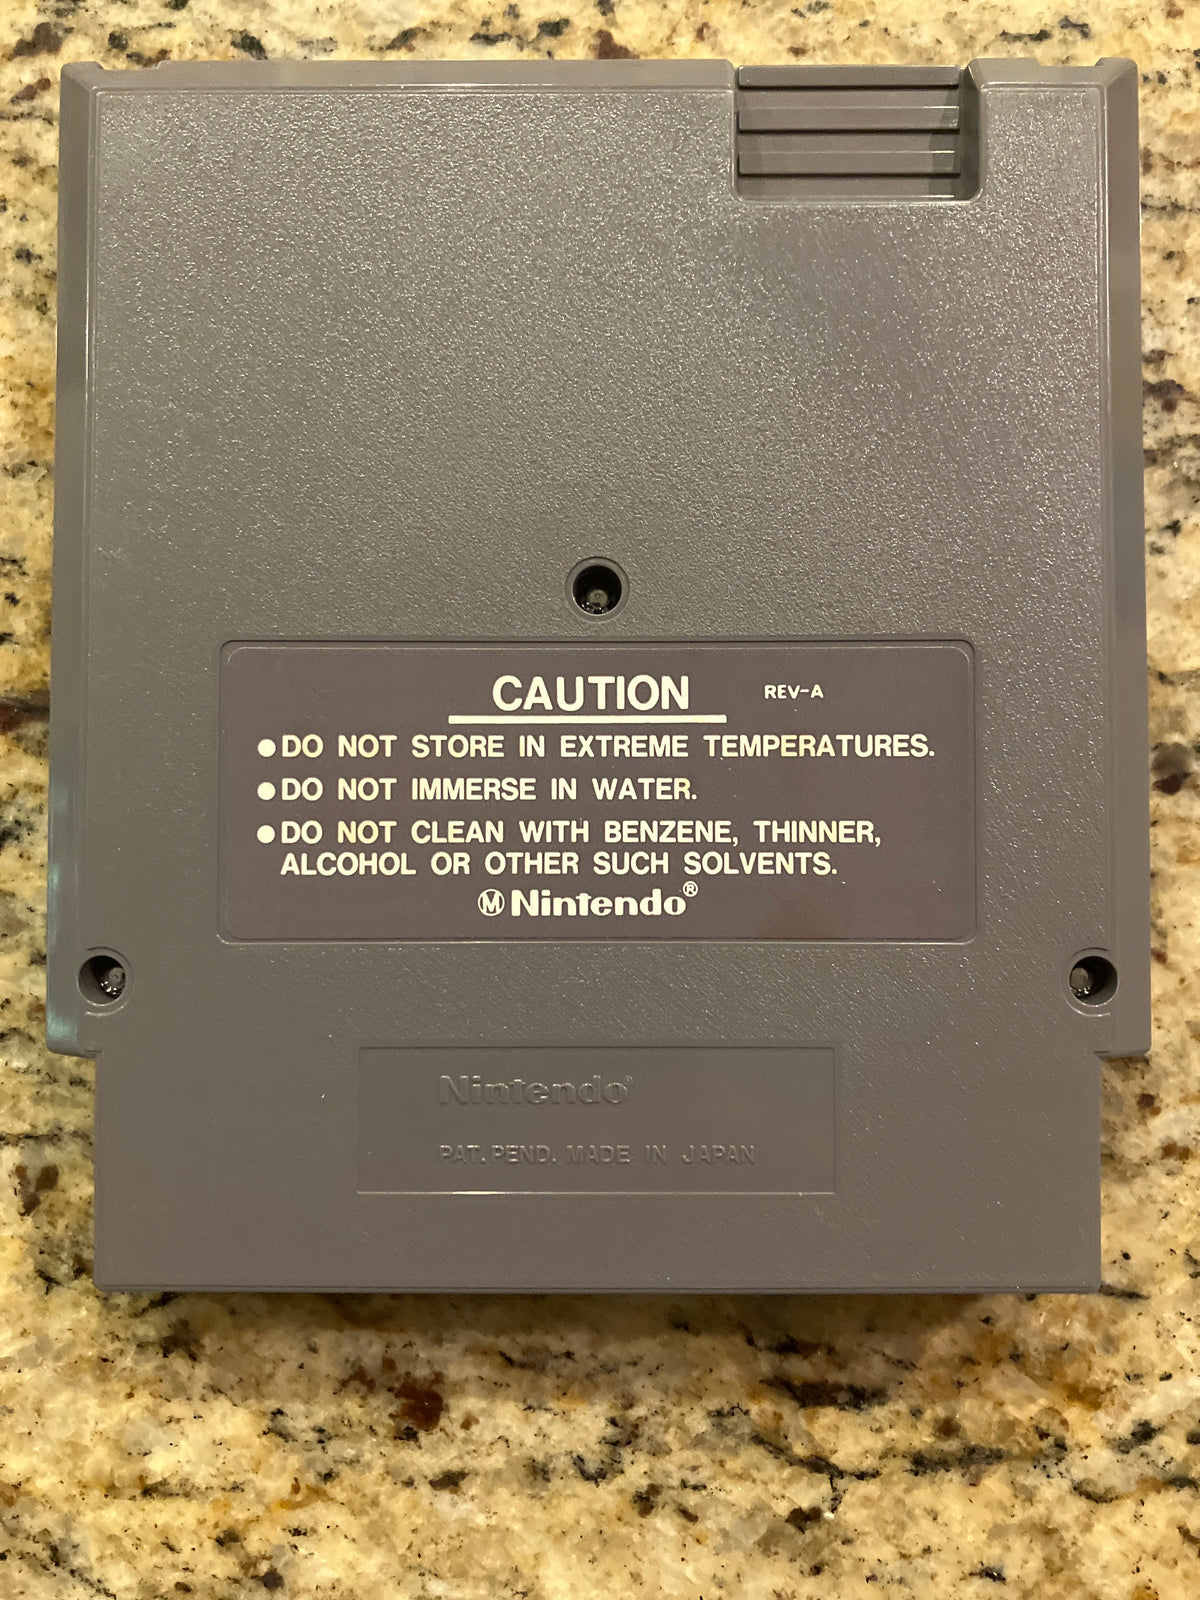 CAUTION REV-A
●DO NOT STORE IN EXTREME TEMPERATURES.
●DO NOT IMMERSE IN WATER.
●DO NOT CLEAN WITH BENZENE, THINNER,
ALCOHOL OR OTHER SUCH SOLVENTS.
Ⓜ Nintendo®
Nintendo®
PAT. PEND. MADE IN JAPAN